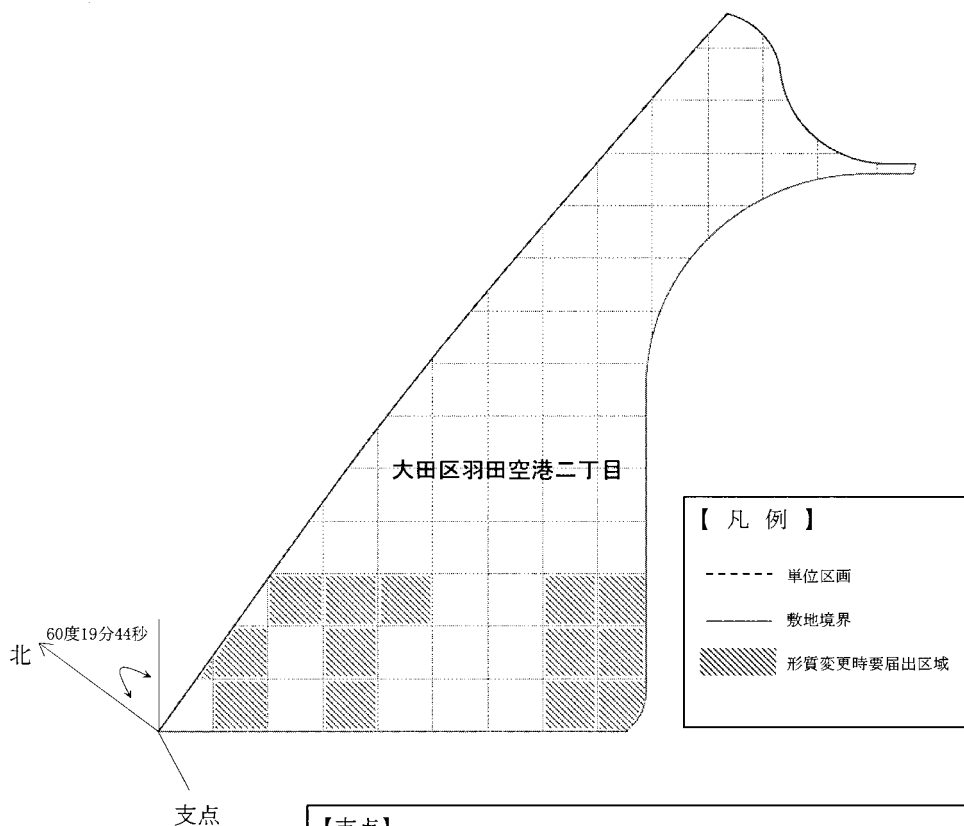 大田区羽田空港二丁目
【 凡 例 】
単位区画
敷地境界
形質変更時要届出区域
60度19分44秒
北
支点
【支点】